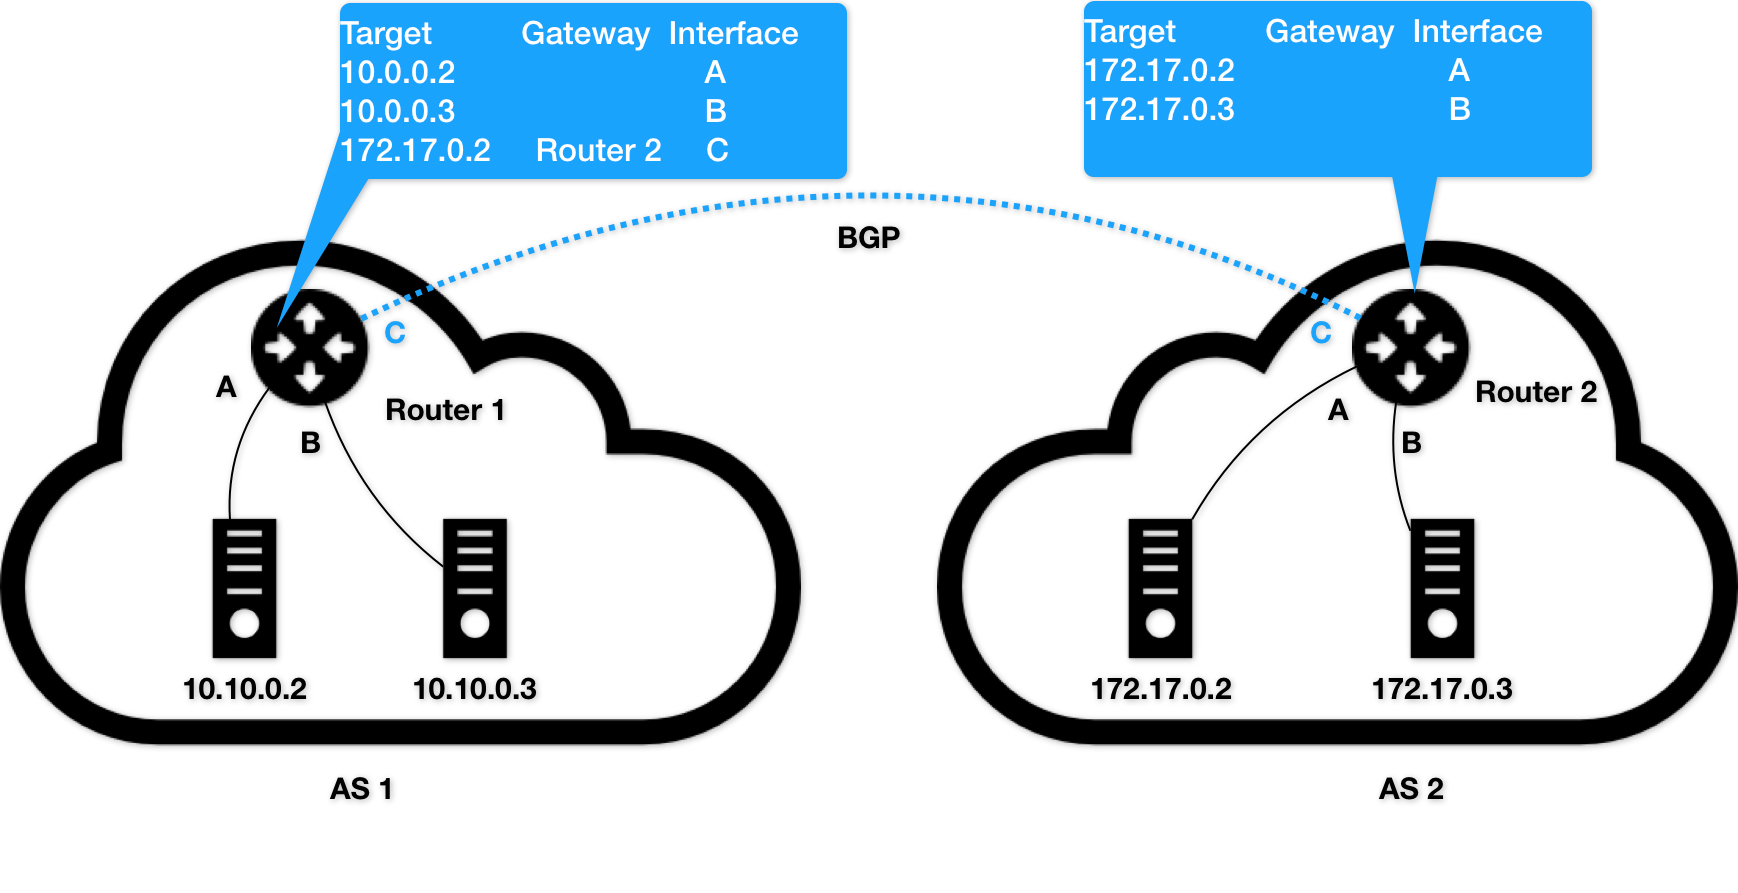 Target Gateway Interface
10.0.0.2 A
10.0.0.3 B
172.17.0.2 Router 2 C
Target Gateway Interface
172.17.0.2 A
172.17.0.3 B
BGP
C
C
A
Router 1
B
Router 2
A
B
10.10.0.2
10.10.0.3
172.17.0.2
172.17.0.3
AS 1
AS 2